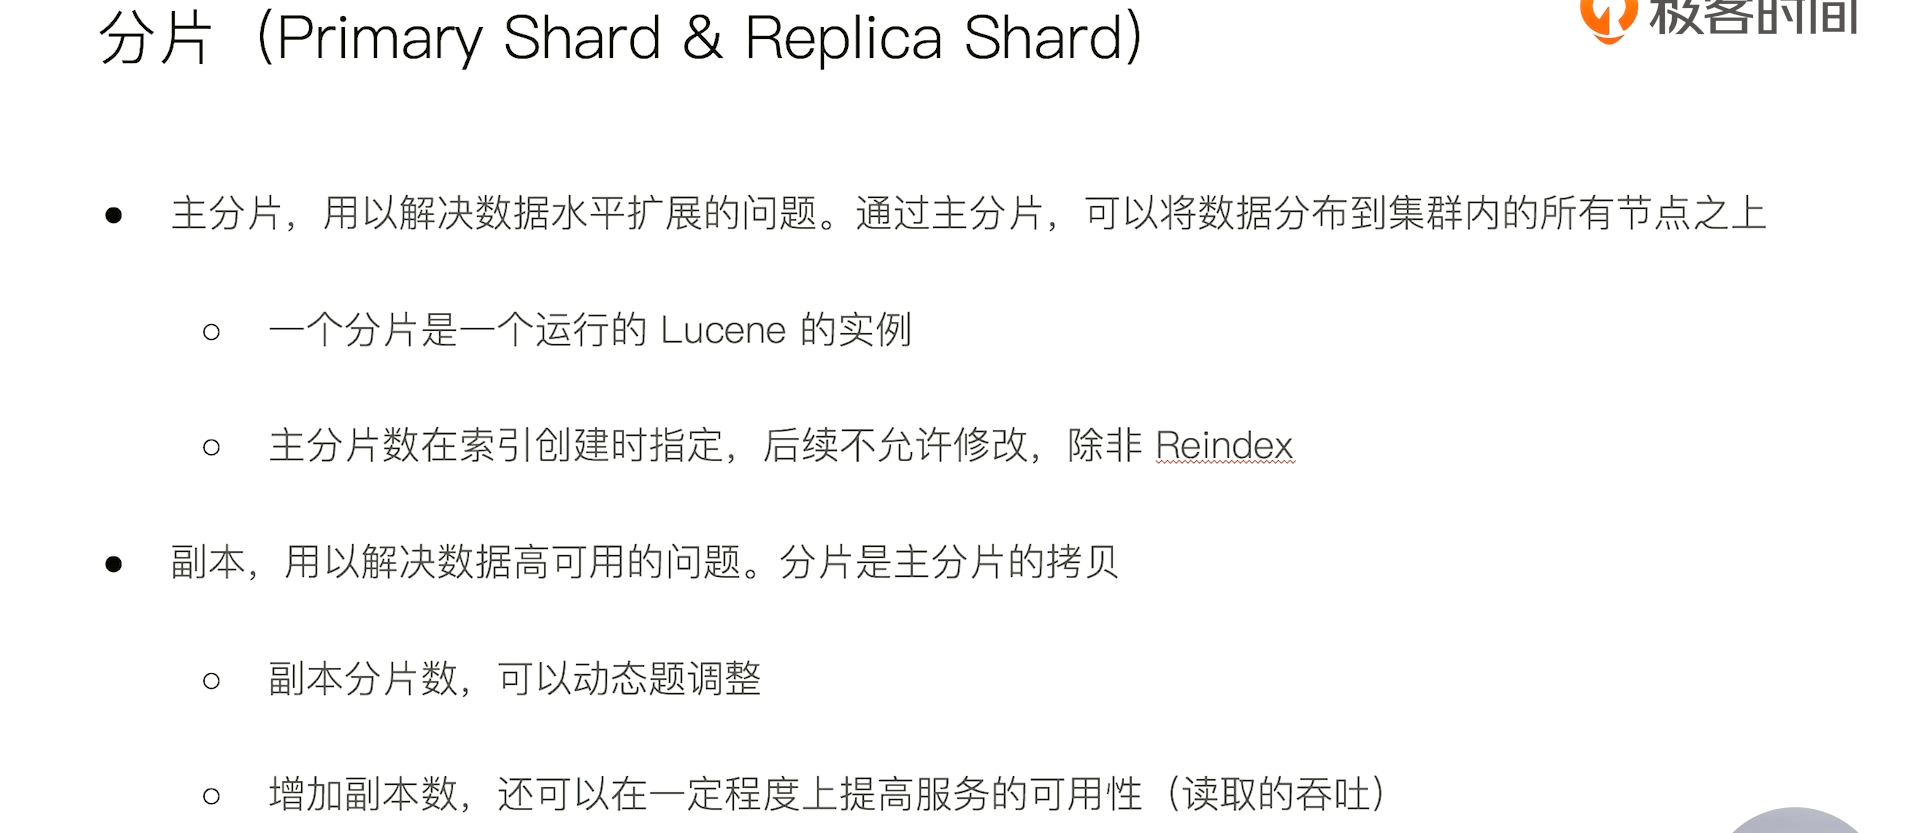 分片（Primary Shard & Replica Shard）
极客时间
● 主分片，用以解决数据水平扩展的问题。通过主分片，可以将数据分布到集群内的所有节点之上
○ 一个分片是一个运行的 Lucene 的实例
○ 主分片数在索引创建时指定，后续不允许修改，除非 Reindex
● 副本，用以解决数据高可用的问题。分片是主分片的拷贝
○ 副本分片数，可以动态题调整
○ 增加副本数，还可以在一定程度上提高服务的可用性（读取的吞吐）